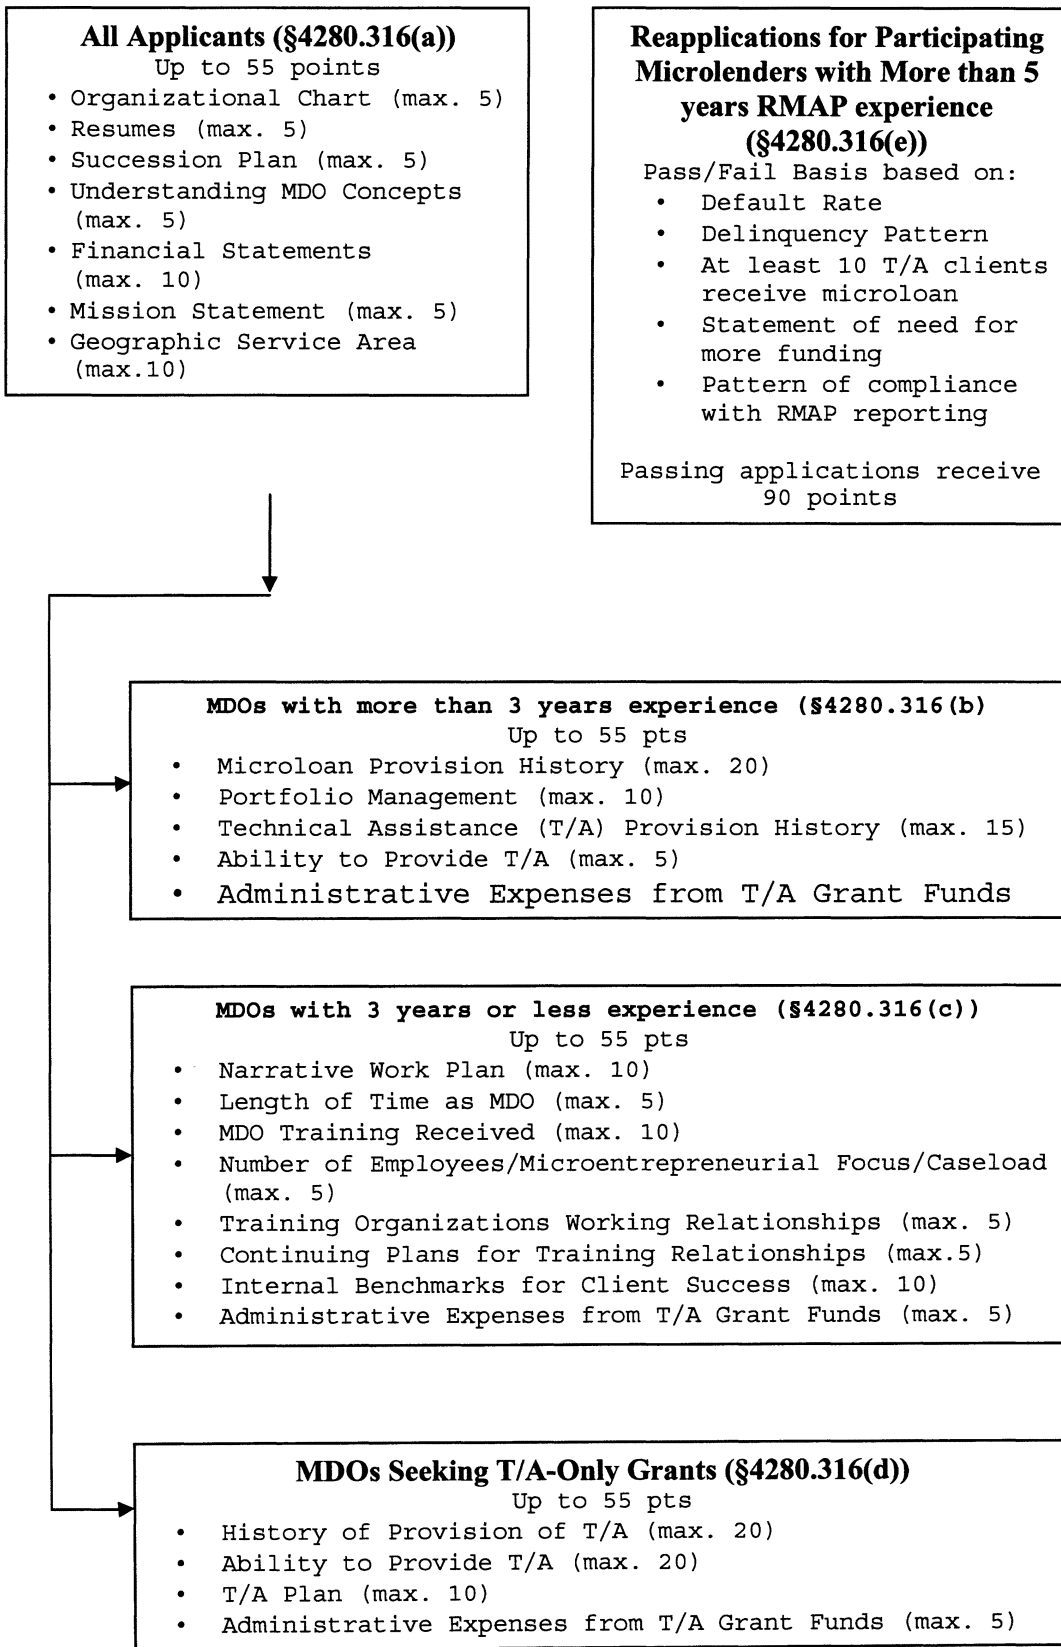 All Applicants (§4280.316(a))
Up to 55 points
• Organizational Chart (max. 5)
• Resumes (max. 5)
• Succession Plan (max. 5)
• Understanding MDO Concepts
(max. 5)
• Financial Statements
(max. 10)
• Mission Statement (max. 5)
• Geographic Service Area
(max.10)
Reapplications for Participating
Microlenders with More than 5
years RMAP experience
(§4280.316(e))
Pass/Fail Basis based on:
• Default Rate
• Delinquency Pattern
• At least 10 T/A clients
receive microloan
• Statement of need for
more funding
• Pattern of compliance
with RMAP reporting
Passing applications receive
90 points
MDOs with more than 3 years experience (§4280.316(b)
Up to 55 pts
• Microloan Provision History (max. 20)
• Portfolio Management (max. 10)
• Technical Assistance (T/A) Provision History (max. 15)
• Ability to Provide T/A (max. 5)
• Administrative Expenses from T/A Grant Funds
MDOs with 3 years or less experience (§4280.316(c))
Up to 55 pts
• Narrative Work Plan (max. 10)
• Length of Time as MDO (max. 5)
• MDO Training Received (max. 10)
• Number of Employees/Microentrepreneurial Focus/Caseload
(max. 5)
• Training Organizations Working Relationships (max. 5)
• Continuing Plans for Training Relationships (max.5)
• Internal Benchmarks for Client Success (max. 10)
• Administrative Expenses from T/A Grant Funds (max. 5)
MDOs Seeking T/A-Only Grants (§4280.316(d))
Up to 55 pts
• History of Provision of T/A (max. 20)
• Ability to Provide T/A (max. 20)
• T/A Plan (max. 10)
• Administrative Expenses from T/A Grant Funds (max. 5)